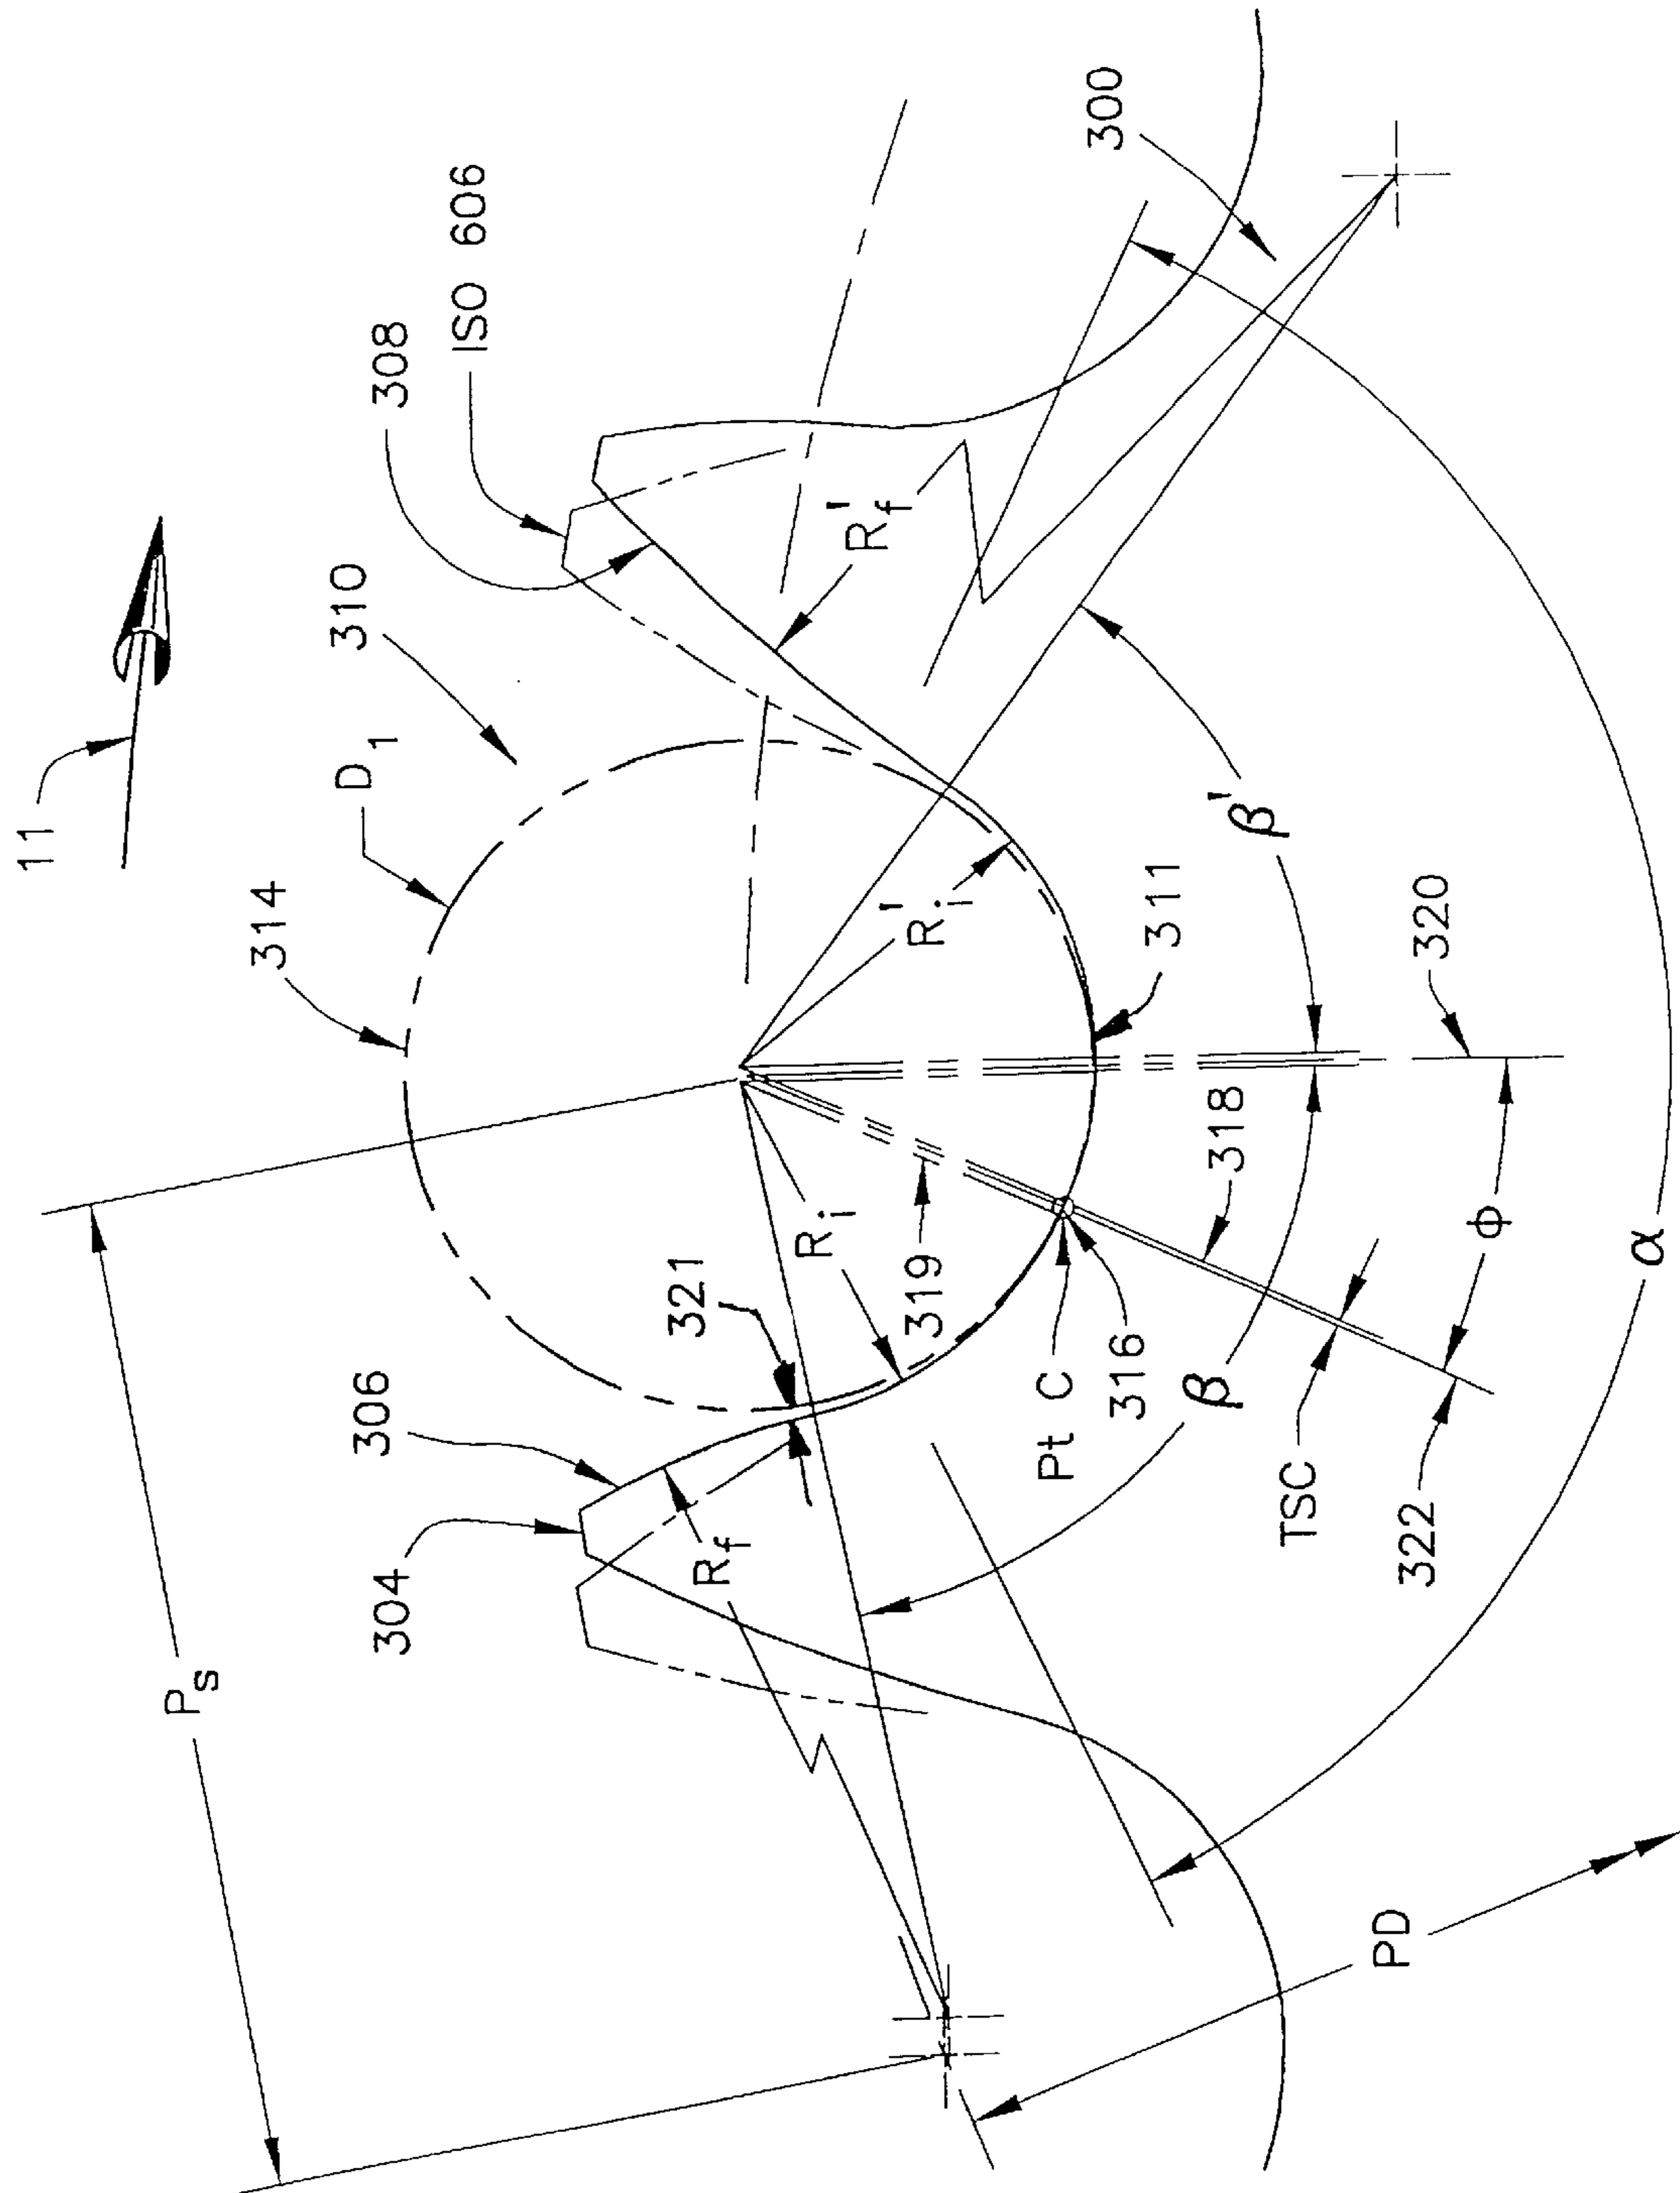 11
314
D1
310
308
ISO 606
300
Ps
304
306
321
Rf
Ri
319
Pt C
316
R'i
R'f
311
β'
320
318
β
TSC
322
ϕ
α
PD